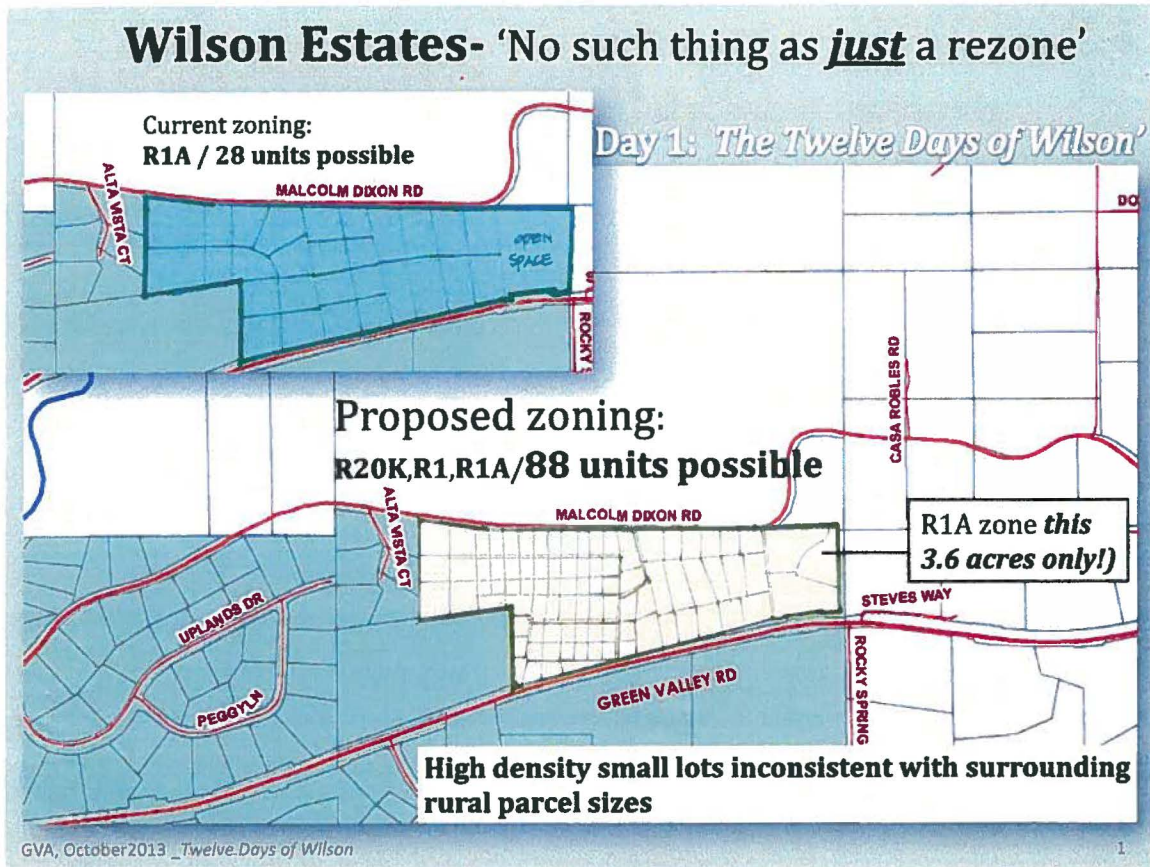 Wilson Estates- ‘No such thing as just a rezone’
Day 1: The Twelve Days of Wilson’
Current zoning:
R1A / 28 units possible
MALCOLM DIXON RD
ALTA VISTA CT
OPEN
SPACE
ROCKY S
DO
CASA ROBLES RD
Proposed zoning:
R20K,R1,R1A/88 units possible
MALCOLM DIXON RD
ALTA VISTA CT
R1A zone this
3.6 acres only!)
STEVES WAY
UPLANDS DR
PEGGY LN
GREEN VALLEY RD
ROCKY SPRING
High density small lots inconsistent with surrounding
rural parcel sizes
GVA, October2013 _Twelve Days of Wilson
1